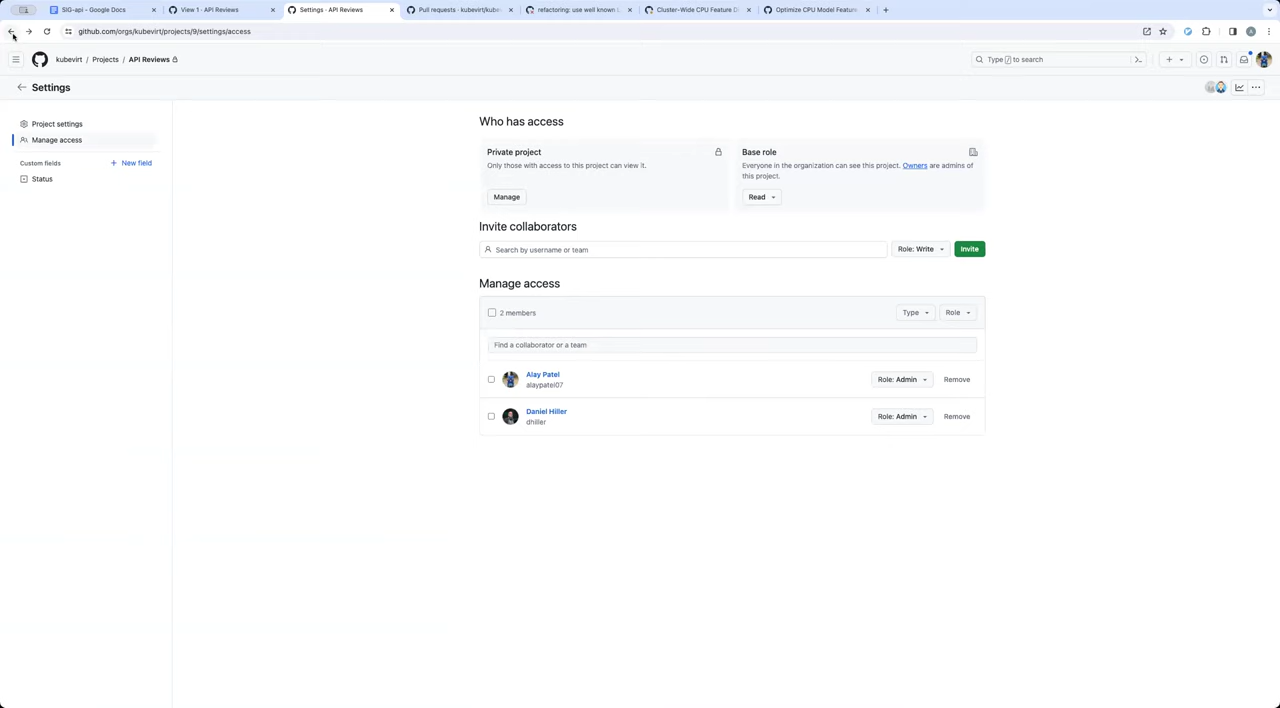 SIG-api - Google Docs
View 1 · API Reviews
Settings · API Reviews
Pull requests · kubevirt/kube
refactoring: use well known
Cluster-Wide CPU Feature D
Optimize CPU Model Feature
github.com/orgs/kubevirt/projects/9/settings/access
kubevirt / Projects / API Reviews
Type / to search
Settings
Project settings
Manage access
Custom fields
New field
Status
Who has access
Private project
Only those with access to this project can view it.
Manage
Base role
Everyone in the organization can see this project. Owners are admins of
this project.
Read
Invite collaborators
Search by username or team
Role: Write
Invite
Manage access
2 members
Type
Role
Find a collaborator or a team
Alay Patel
alaypatel07
Role: Admin
Remove
Daniel Hiller
dhiller
Role: Admin
Remove